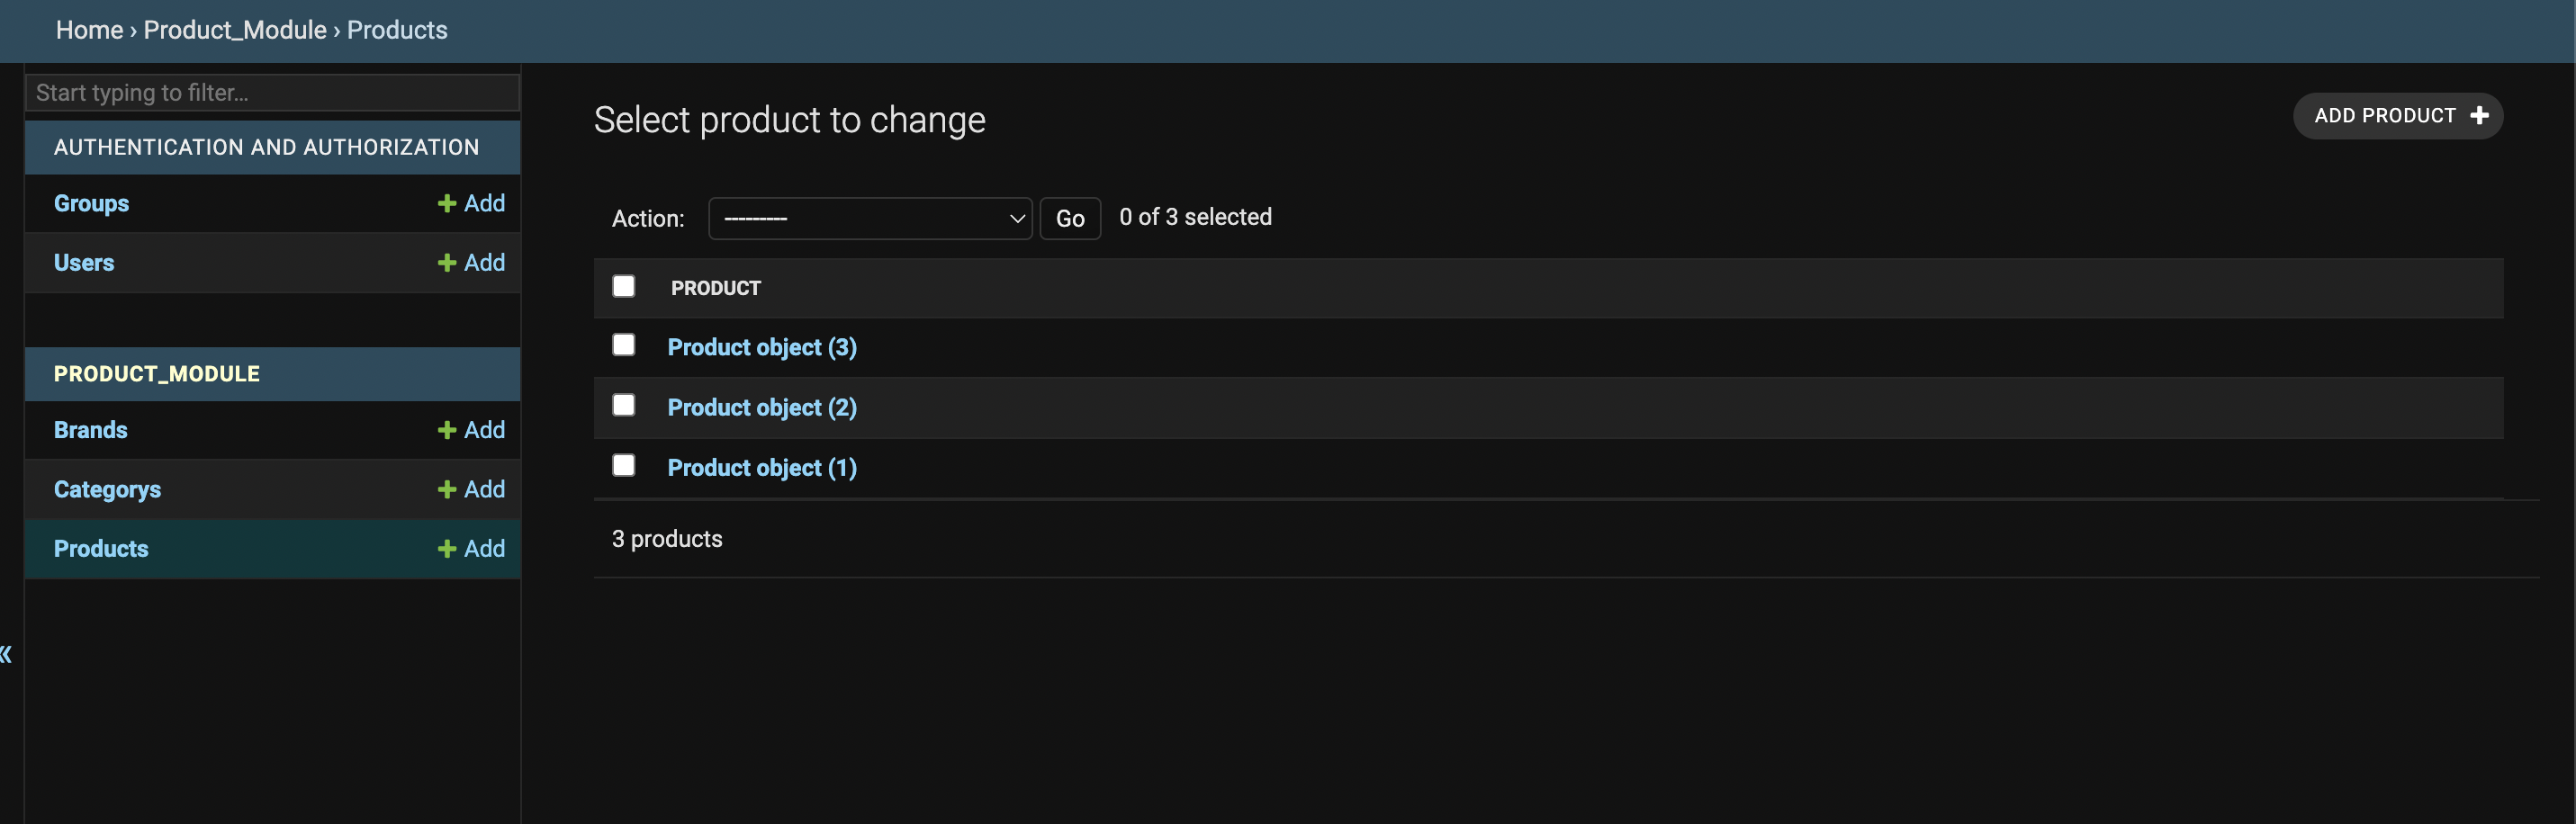 Home › Product_Module › Products
Start typing to filter...
AUTHENTICATION AND AUTHORIZATION
Groups + Add
Users + Add
PRODUCT_MODULE
Brands + Add
Categorys + Add
Products + Add
«
Select product to change
ADD PRODUCT +
Action: --------- Go 0 of 3 selected
PRODUCT
Product object (3)
Product object (2)
Product object (1)
3 products